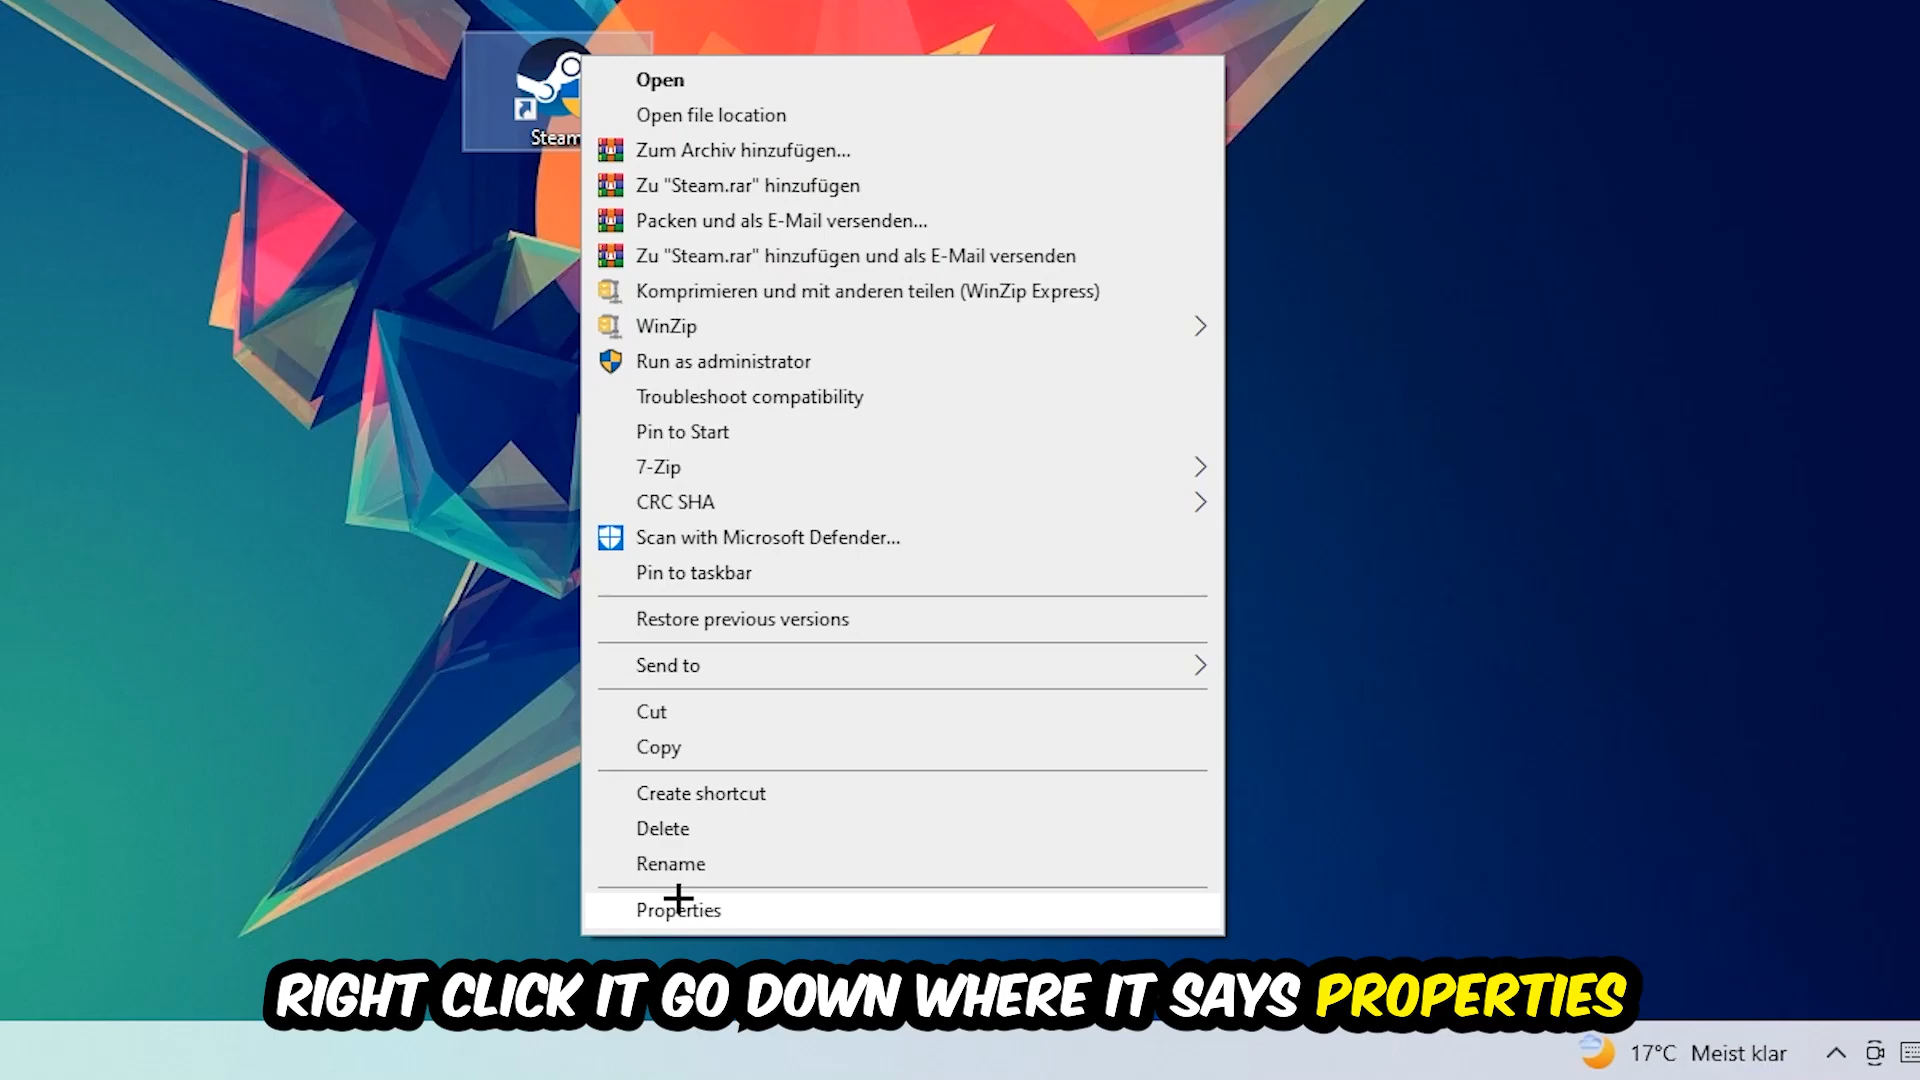 Steam
Open
Open file location
Zum Archiv hinzufügen...
Zu "Steam.rar" hinzufügen
Packen und als E-Mail versenden...
Zu "Steam.rar" hinzufügen und als E-Mail versenden
Komprimieren und mit anderen teilen (WinZip Express)
WinZip
Run as administrator
Troubleshoot compatibility
Pin to Start
7-Zip
CRC SHA
Scan with Microsoft Defender...
Pin to taskbar
Restore previous versions
Send to
Cut
Copy
Create shortcut
Delete
Rename
Properties
RIGHT CLICK IT GO DOWN WHERE IT SAYS PROPERTIES
17°C Meist klar